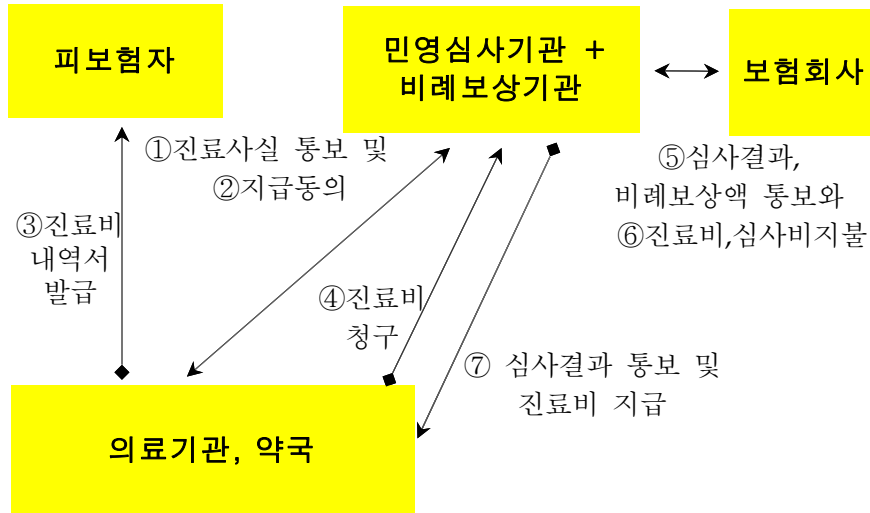 피보험자
민영심사기관 +
비례보상기관
보험회사
①진료사실 통보 및
②지급동의
③진료비
내역서
발급
④진료비
청구
⑤심사결과,
비례보상액 통보와
⑥진료비,심사비지불
⑦ 심사결과 통보 및
진료비 지급
의료기관, 약국